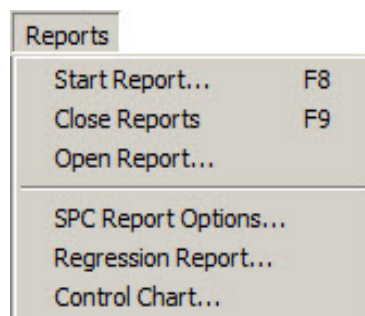 Reports
Start Report... F8
Close Reports F9
Open Report...
SPC Report Options...
Regression Report...
Control Chart...